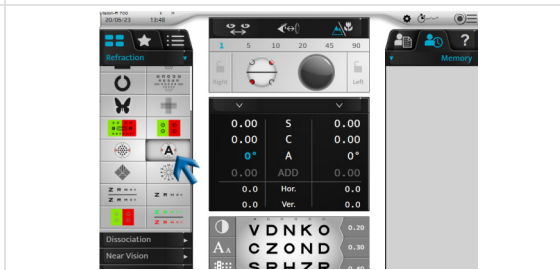 20/06/23 13:48
1 5 10 20 45 90
Right Left
Refraction
Memory
0.00 S 0.00
0.00 C 0.00
0° A 0°
0.00 ADD 0.00
0.0 Hor. 0.0
0.0 Ver. 0.0
A
Dissociation
Near Vision
V D N K O 0.20
C Z O N D 0.30
S R H Z R 0.40
A A
?